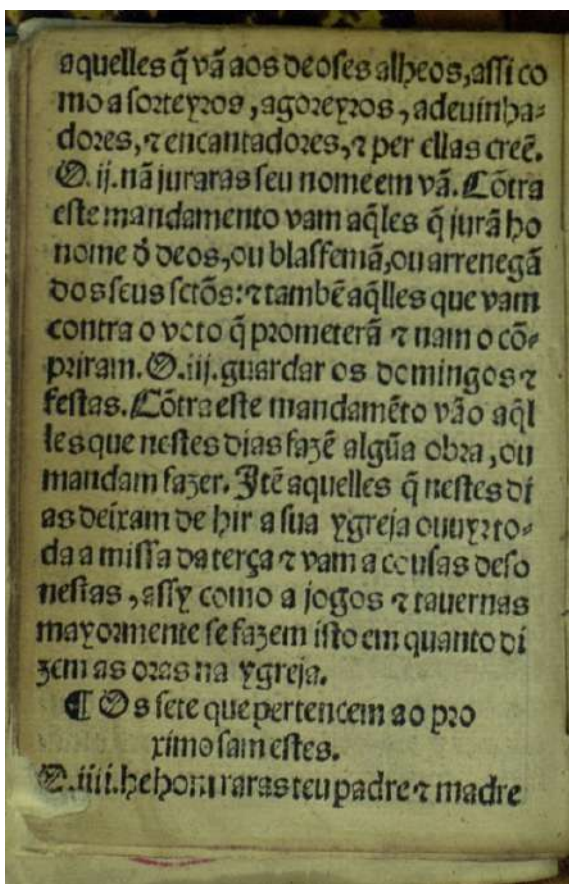 aquelles q̃ vã aos deoses alheos, assi co
mo a sorteyros, agoreyros, adeuinha⸗
dores, ⁊ encantadores, ⁊ per ellas creẽ.
O .ij. nã juraras seu nome em vã. Cõtra
este mandamento vam aq̃les q̃ jurã ho
nome d̃ deos, ou blasfemã, ou arrenegã
dos seus sctõs: ⁊ tambẽ aq̃lles que vam
contra o voto q̃ prometerã ⁊ nam o cõ⸗
priram. O .iij. guardar os domingos ⁊
festas. Cõtra este mandamẽto vão aq̃l
les que nestes dias fazẽ algũa obra, ou
mandam fazer. Itẽ aquelles q̃ nestes di
as deixam de hir a sua ygreja ouuyr to⸗
da a missa da terça ⁊ vam a cousas deso
nestas, assy como a jogos ⁊ tauernas
mayormente se fazem isto em quanto di
zem as oras na ygreja.
¶ Os sete que pertencem ao pro
ximo sam estes.
O .iiij. he honrraras teu padre ⁊ madre